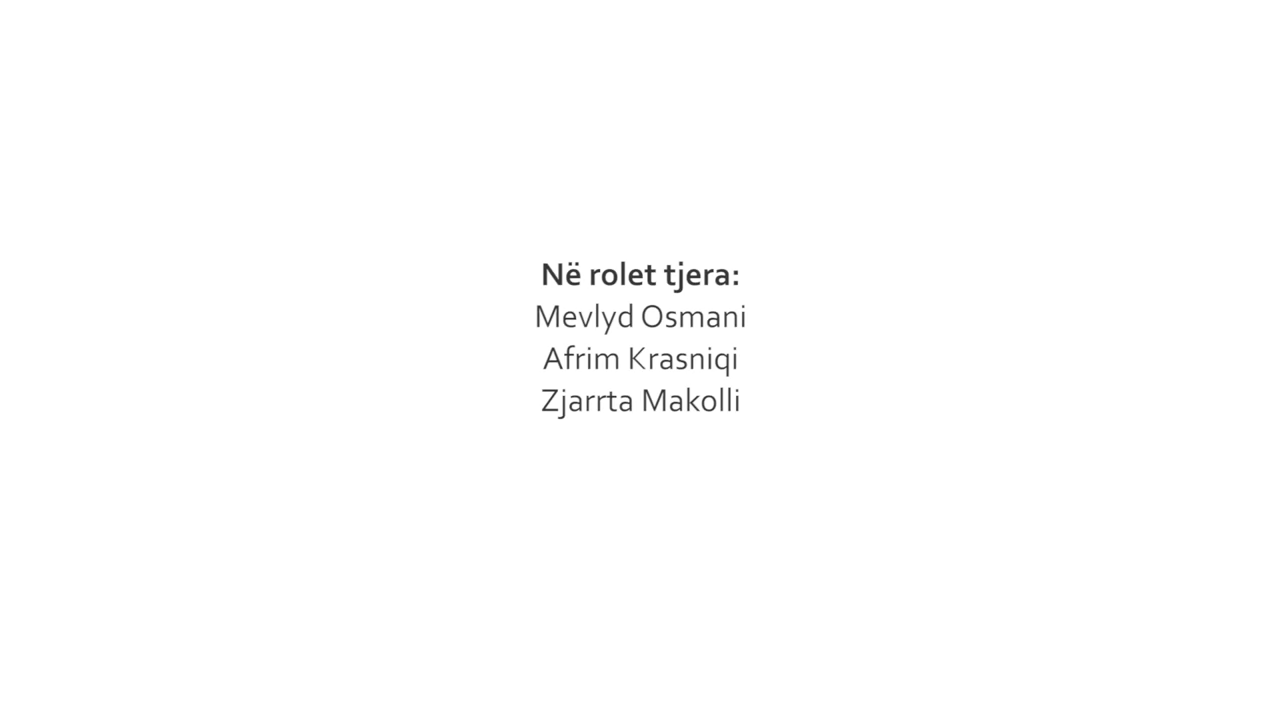 Në rolet tjera:
Mevlyd Osmani
Afrim Krasniqi
Zjarrta Makolli